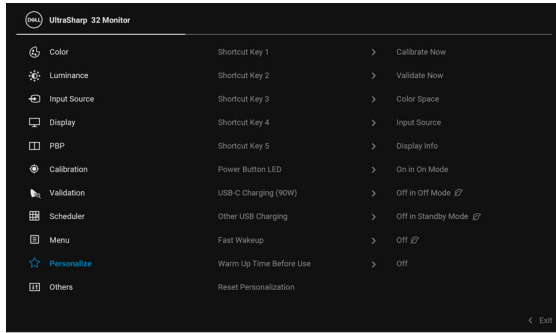 DELL UltraSharp 32 Monitor
Color Shortcut Key 1 Calibrate Now
Luminance Shortcut Key 2 Validate Now
Input Source Shortcut Key 3 Color Space
Display Shortcut Key 4 Input Source
PBP Shortcut Key 5 Display Info
Calibration Power Button LED On in On Mode
Validation USB-C Charging (90W) Off in Off Mode
Scheduler Other USB Charging Off in Standby Mode
Menu Fast Wakeup Off
Personalize Warm Up Time Before Use Off
Others Reset Personalization
Exit